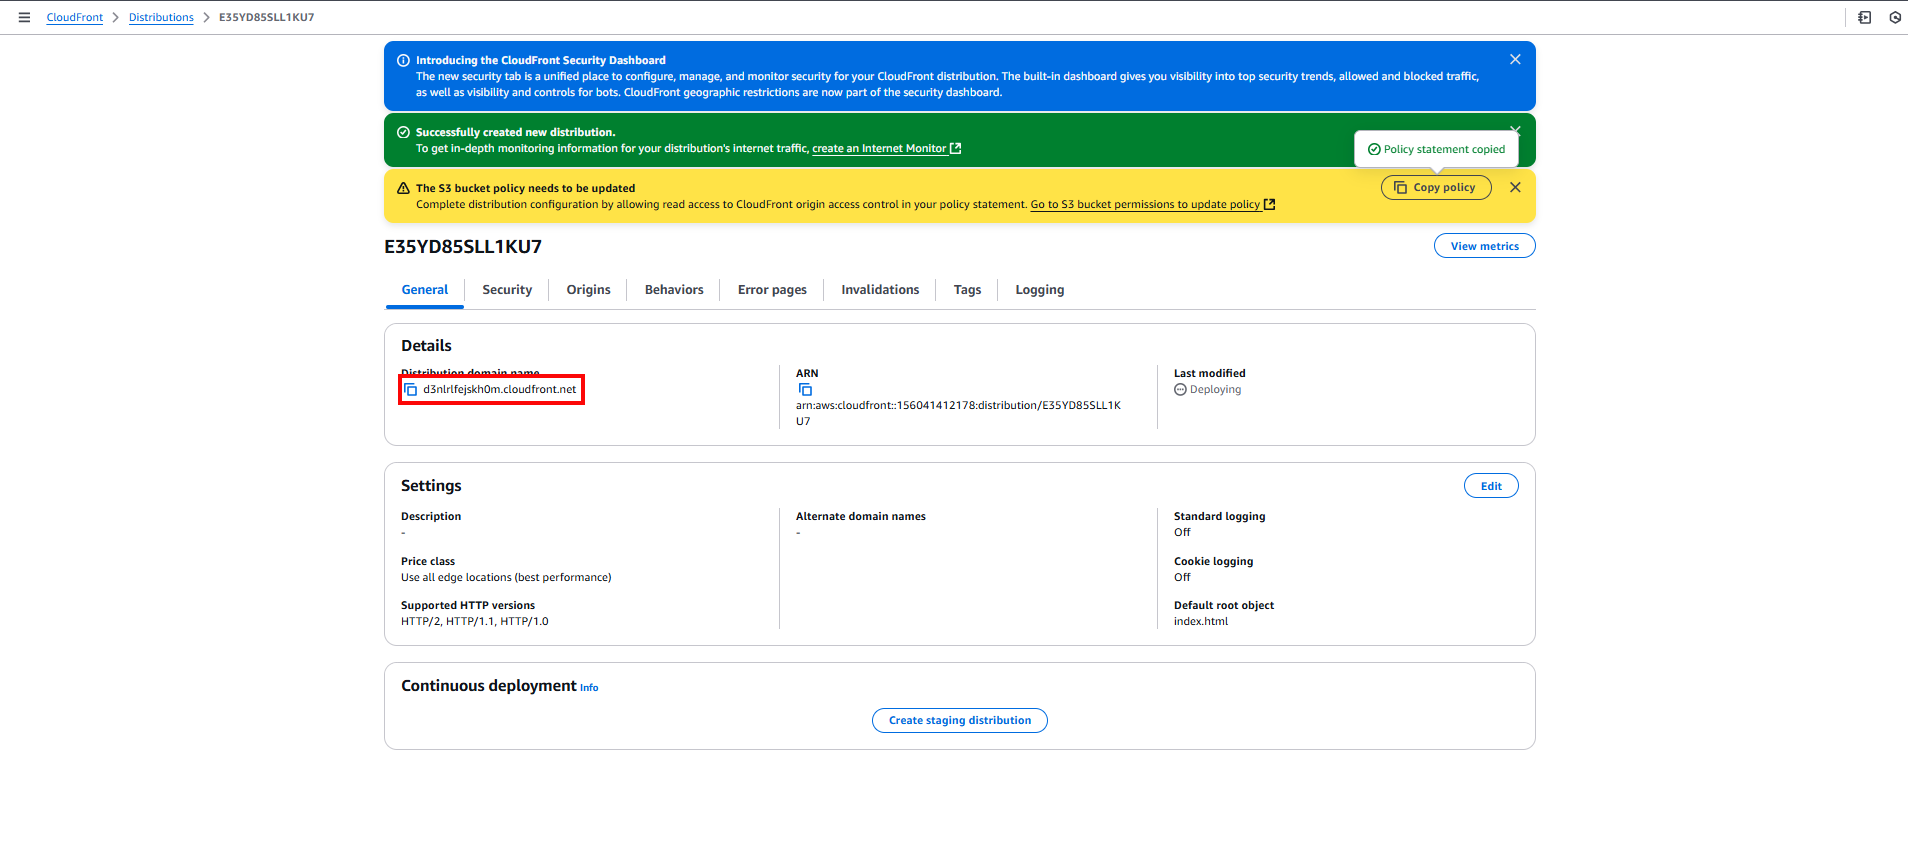 CloudFront > Distributions > E35YD85SLL1KU7
Introducing the CloudFront Security Dashboard
The new security tab is a unified place to configure, manage, and monitor security for your CloudFront distribution. The built-in dashboard gives you visibility into top security trends, allowed and blocked traffic,
as well as visibility and controls for bots. CloudFront geographic restrictions are now part of the security dashboard.
Successfully created new distribution.
To get in-depth monitoring information for your distribution's internet traffic, create an Internet Monitor
Policy statement copied
The S3 bucket policy needs to be updated
Complete distribution configuration by allowing read access to CloudFront origin access control in your policy statement. Go to S3 bucket permissions to update policy
Copy policy
E35YD85SLL1KU7
View metrics
General Security Origins Behaviors Error pages Invalidations Tags Logging
Details
Distribution domain name
d3nlrlfejskh0m.cloudfront.net
ARN
arn:aws:cloudfront::156041412178:distribution/E35YD85SLL1K
U7
Last modified
Deploying
Settings
Edit
Description
-
Price class
Use all edge locations (best performance)
Supported HTTP versions
HTTP/2, HTTP/1.1, HTTP/1.0
Alternate domain names
-
Standard logging
Off
Cookie logging
Off
Default root object
index.html
Continuous deployment Info
Create staging distribution